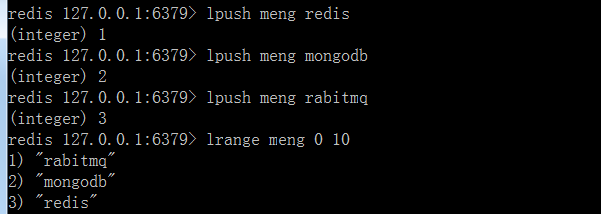 redis 127.0.0.1:6379> lpush meng redis
(integer) 1
redis 127.0.0.1:6379> lpush meng mongodb
(integer) 2
redis 127.0.0.1:6379> lpush meng rabitmq
(integer) 3
redis 127.0.0.1:6379> lrange meng 0 10
1) "rabitmq"
2) "mongodb"
3) "redis"